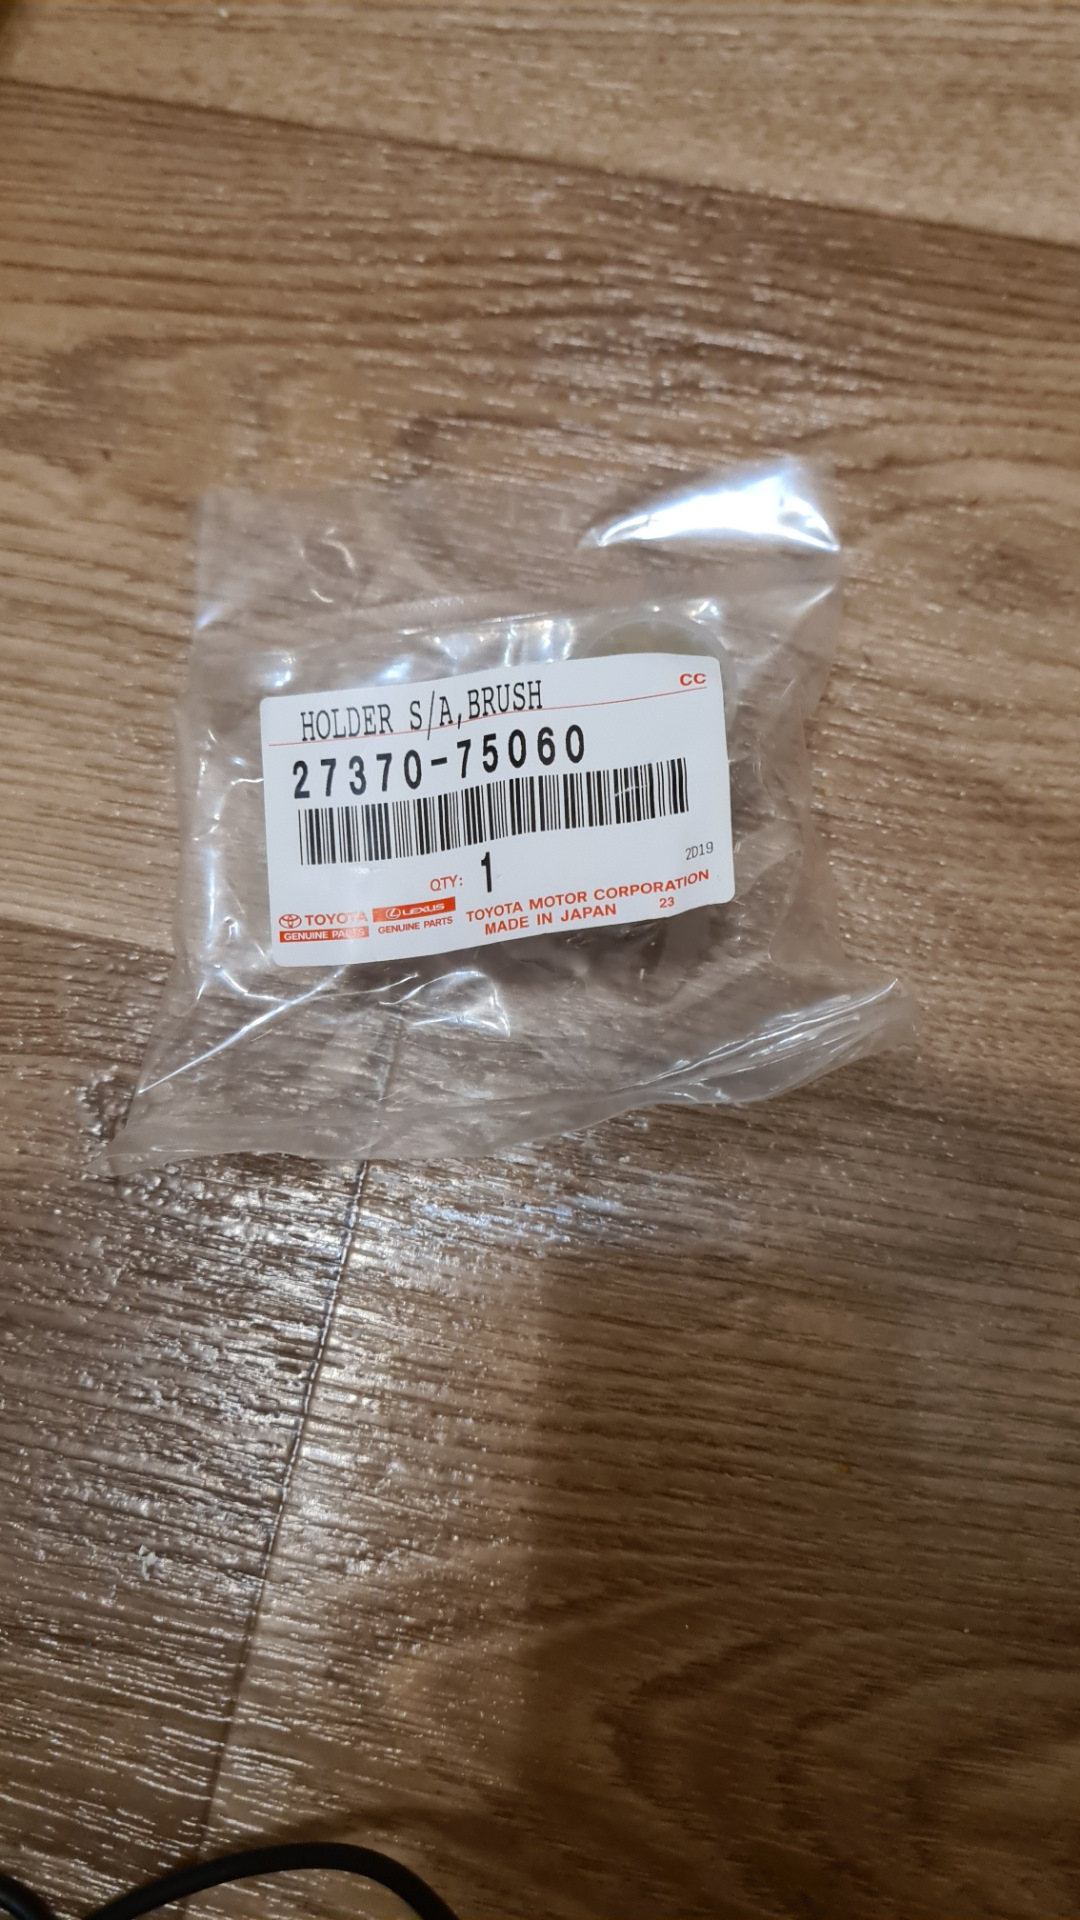 HOLDER S/A,BRUSH
CC
27370-75060
QTY: 1
2D19
TOYOTA
GENUINE PARTS
LEXUS
GENUINE PARTS
TOYOTA MOTOR CORPORATION
MADE IN JAPAN 23